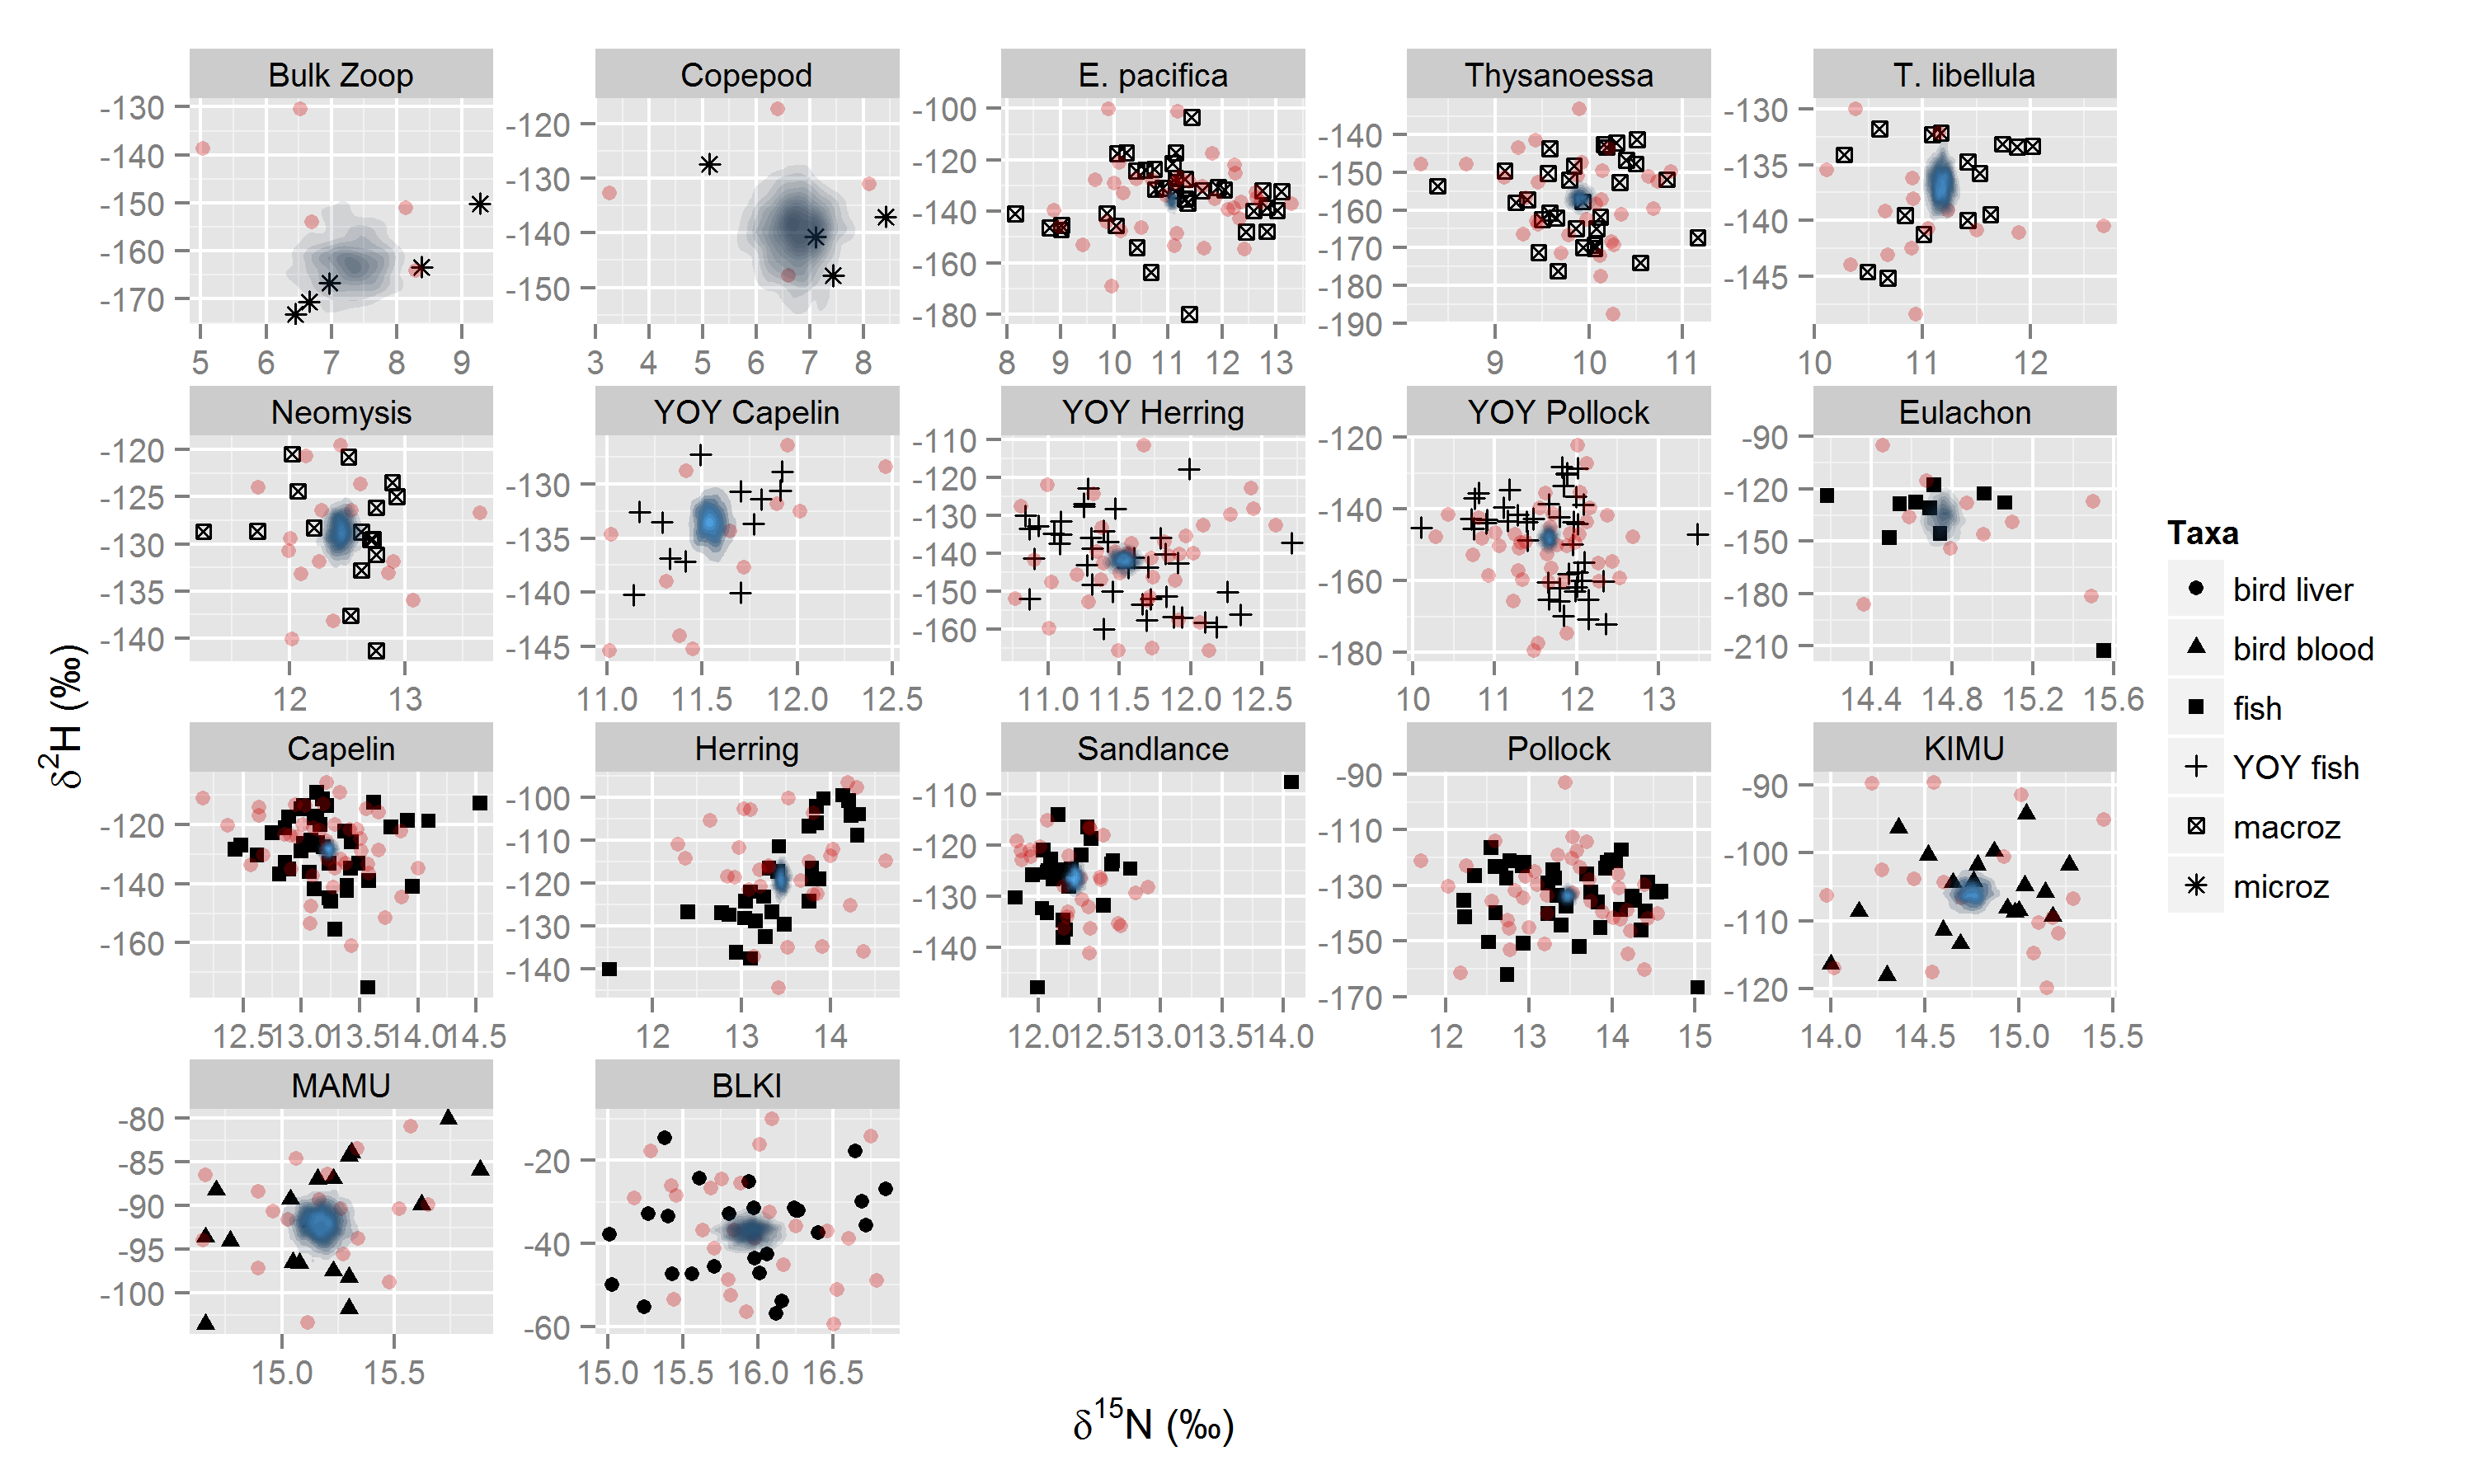 Bulk Zoop Copepod E. pacifica Thysanoessa T. libellula
-130 -140 -150 -160 -170
-120 -130 -140 -150
-100 -120 -140 -160 -180
-140 -150 -160 -170 -180 -190
-130 -135 -140 -145
5 6 7 8 9 3 4 5 6 7 8 8 9 10 11 12 13 9 10 11 10 11 12
Neomysis YOY Capelin YOY Herring YOY Pollock Eulachon
-120 -125 -130 -135 -140
-130 -135 -140 -145
-110 -120 -130 -140 -150 -160
-120 -140 -160 -180
-90 -120 -150 -180 -210
12 13 11.0 11.5 12.0 12.5 11.0 11.5 12.0 12.5 10 11 12 13 14.4 14.8 15.2 15.6
Capelin Herring Sandlance Pollock KIMU
-120 -140 -160
-100 -110 -120 -130 -140
-110 -120 -130 -140
-90 -110 -130 -150 -170
-90 -100 -110 -120
12.5 13.0 13.5 14.0 14.5 12 13 14 12.0 12.5 13.0 13.5 14.0 12 13 14 15 14.0 14.5 15.0 15.5
MAMU BLKI
-80 -85 -90 -95 -100
-20 -40 -60
15.0 15.5 15.0 15.5 16.0 16.5
δ²H (‰)
δ¹⁵N (‰)
Taxa
bird liver
bird blood
fish
YOY fish
macroz
microz